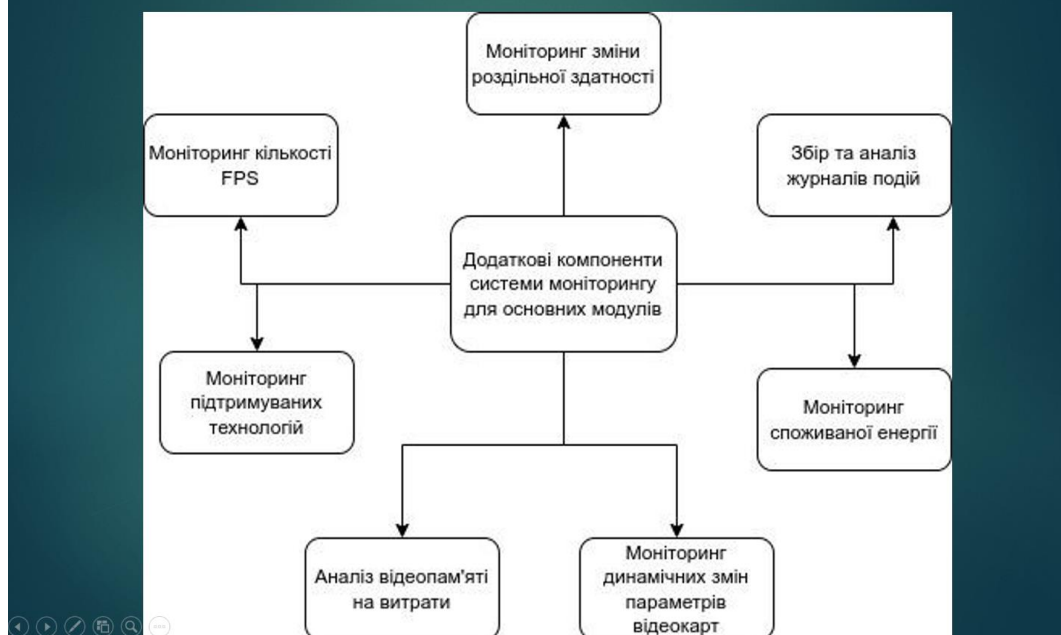 Моніторинг зміни
роздільної здатності
Моніторинг кількості
FPS
Збір та аналіз
журналів подій
Додаткові компоненти
системи моніторингу
для основних модулів
Моніторинг
підтримуваних
технологій
Моніторинг
споживаної енергії
Аналіз відеопам'яті
на витрати
Моніторинг
динамічних змін
параметрів
відеокарт